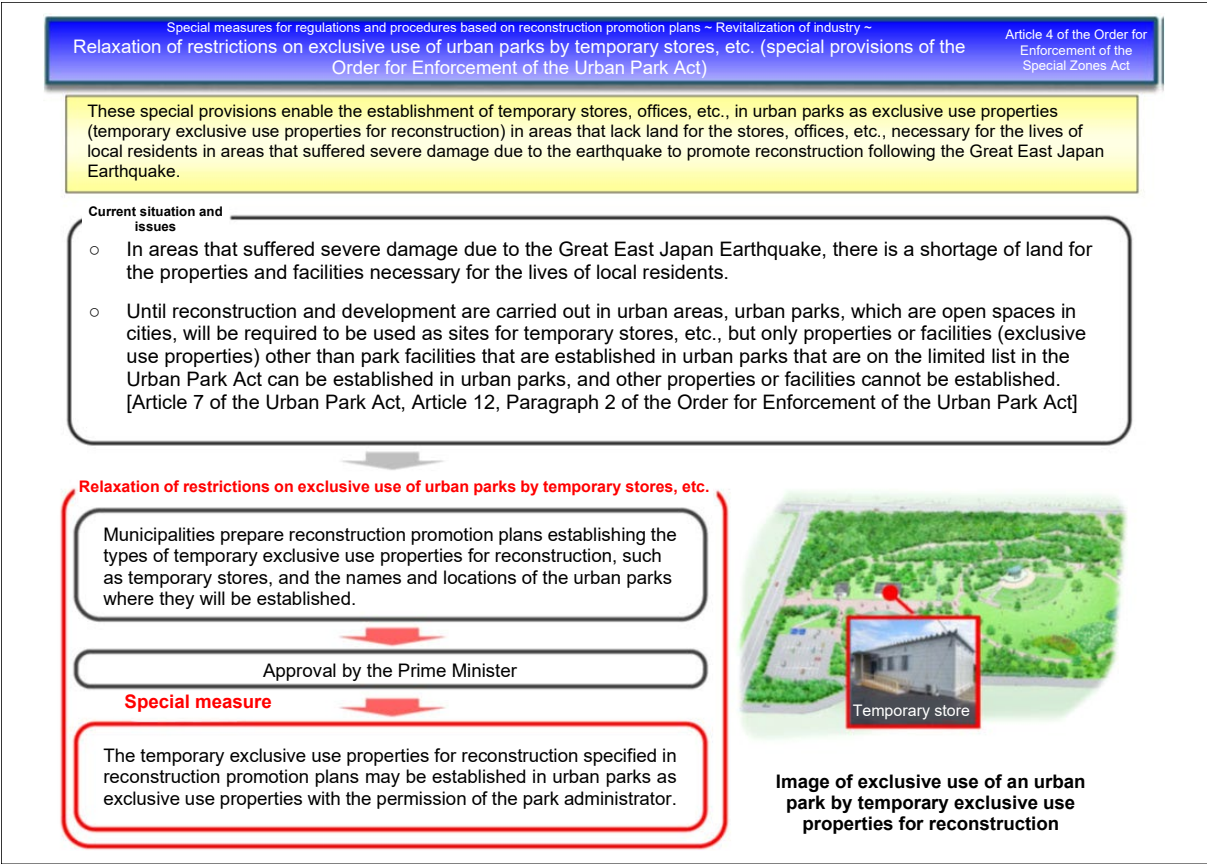 Special measures for regulations and procedures based on reconstruction promotion plans ~ Revitalization of industry ~
Relaxation of restrictions on exclusive use of urban parks by temporary stores, etc. (special provisions of the
Order for Enforcement of the Urban Park Act)
Article 4 of the Order for
Enforcement of the
Special Zones Act
These special provisions enable the establishment of temporary stores, offices, etc., in urban parks as exclusive use properties
(temporary exclusive use properties for reconstruction) in areas that lack land for the stores, offices, etc., necessary for the lives of
local residents in areas that suffered severe damage due to the earthquake to promote reconstruction following the Great East Japan
Earthquake.
Current situation and
issues
○ In areas that suffered severe damage due to the Great East Japan Earthquake, there is a shortage of land for
the properties and facilities necessary for the lives of local residents.
○ Until reconstruction and development are carried out in urban areas, urban parks, which are open spaces in
cities, will be required to be used as sites for temporary stores, etc., but only properties or facilities (exclusive
use properties) other than park facilities that are established in urban parks that are on the limited list in the
Urban Park Act can be established in urban parks, and other properties or facilities cannot be established.
[Article 7 of the Urban Park Act, Article 12, Paragraph 2 of the Order for Enforcement of the Urban Park Act]
Relaxation of restrictions on exclusive use of urban parks by temporary stores, etc.
Municipalities prepare reconstruction promotion plans establishing the
types of temporary exclusive use properties for reconstruction, such
as temporary stores, and the names and locations of the urban parks
where they will be established.
Approval by the Prime Minister
Special measure
The temporary exclusive use properties for reconstruction specified in
reconstruction promotion plans may be established in urban parks as
exclusive use properties with the permission of the park administrator.
Temporary store
Image of exclusive use of an urban
park by temporary exclusive use
properties for reconstruction